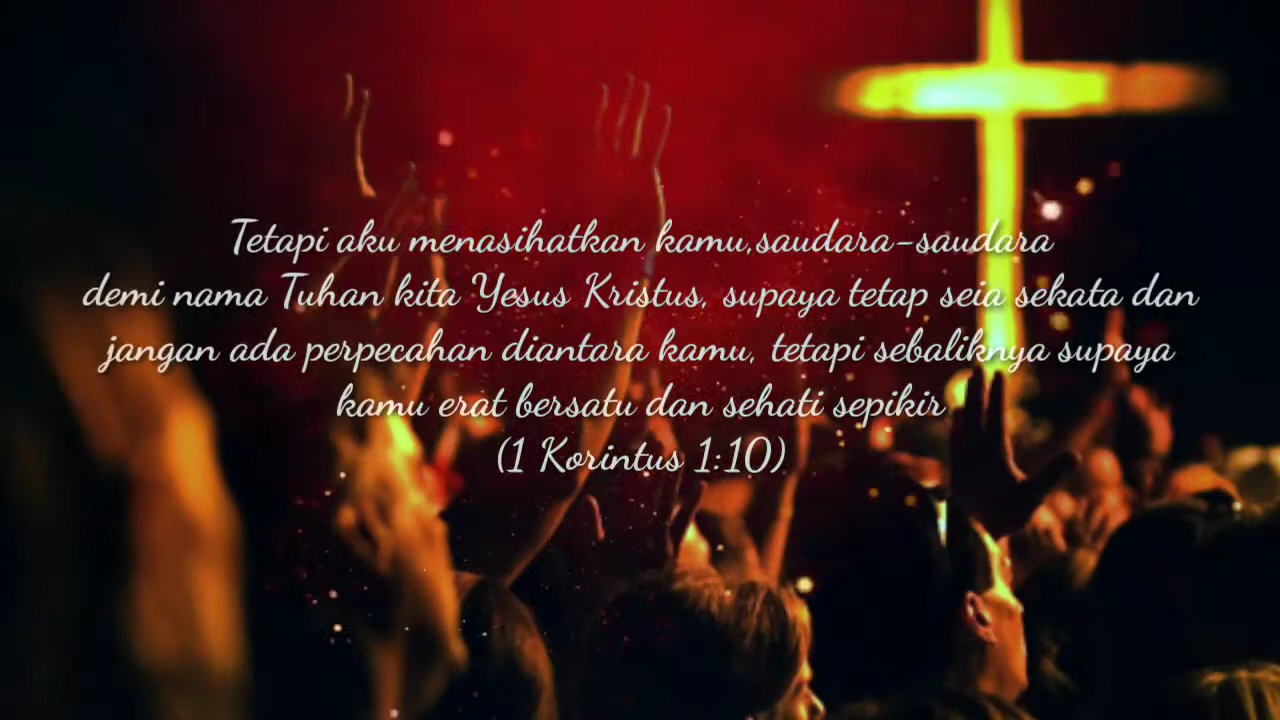 Tetapi aku menasihatkan kamu,saudara-saudara
demi nama Tuhan kita Yesus Kristus, supaya tetap seia sekata dan
jangan ada perpecahan diantara kamu, tetapi sebaliknya supaya
kamu erat bersatu dan sehati sepikir
(1 Korintus 1:10)